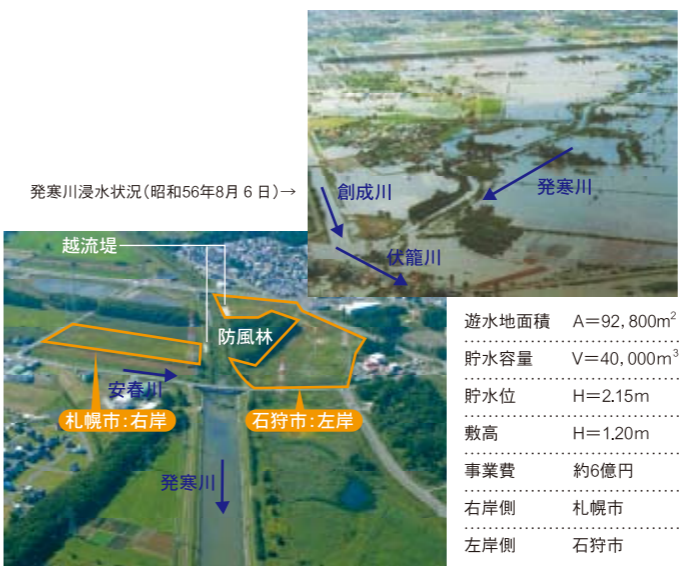 発寒川浸水状況(昭和56年8月6日)→
創成川
発寒川
伏籠川
越流堤
防風林
安春川
札幌市:右岸
石狩市:左岸
発寒川
遊水地面積 A=92,800m²
貯水容量 V=40,000m³
貯水位 H=2.15m
敷高 H=1.20m
事業費 約6億円
右岸側 札幌市
左岸側 石狩市